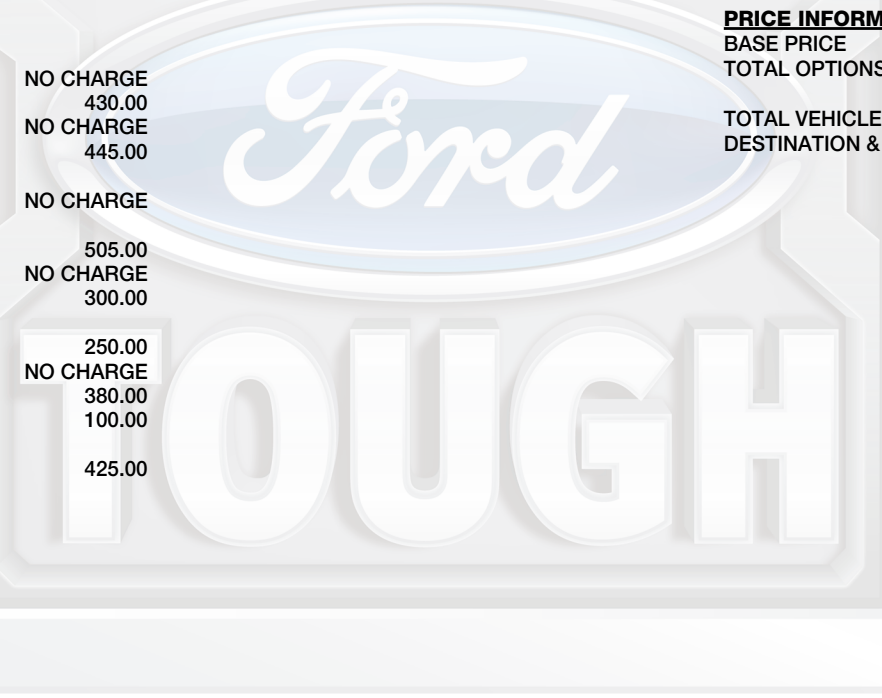 PRICE INFORM
BASE PRICE
TOTAL OPTIONS
TOTAL VEHICLE
DESTINATION &
NO CHARGE
430.00
NO CHARGE
445.00
NO CHARGE
505.00
NO CHARGE
300.00
250.00
NO CHARGE
380.00
100.00
425.00
Ford
TOUGH